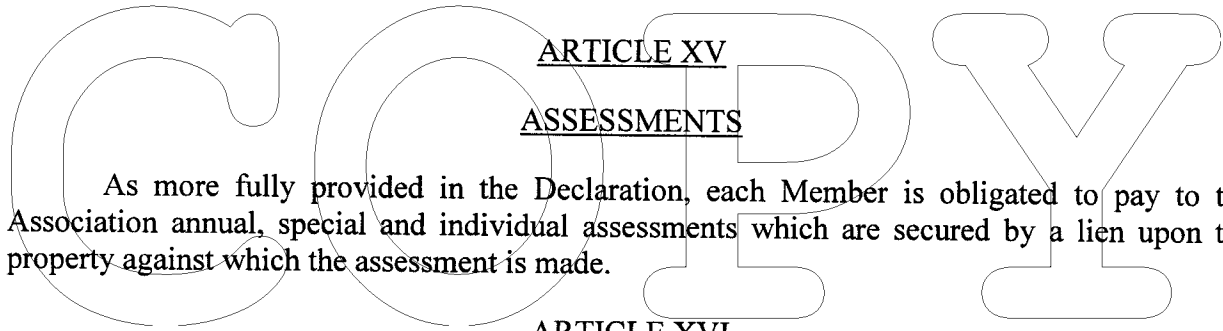 ARTICLE XV
ASSESSMENTS
As more fully provided in the Declaration, each Member is obligated to pay to t
Association annual, special and individual assessments which are secured by a lien upon t
property against which the assessment is made.
ARTICLE XVI
COPY